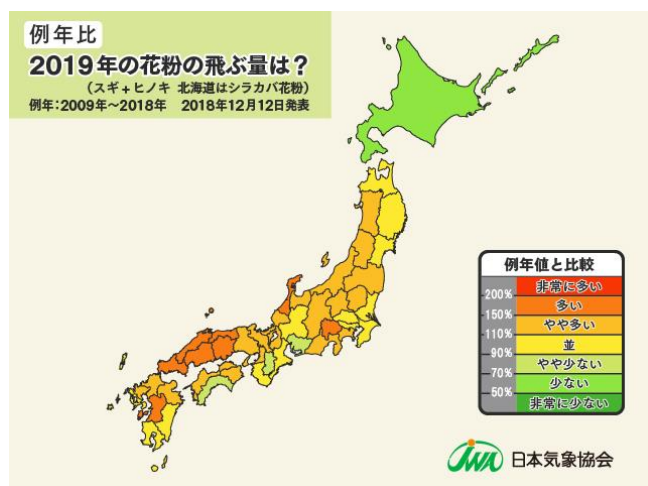 例年比
2019年の花粉の飛ぶ量は？
（スギ+ヒノキ 北海道はシラカバ花粉）
例年：2009年～2018年 2018年12月12日発表
例年値と比較
非常に多い
200%
多い
150%
やや多い
110%
並
90%
やや少ない
70%
少ない
50%
非常に少ない
JWA 日本気象協会